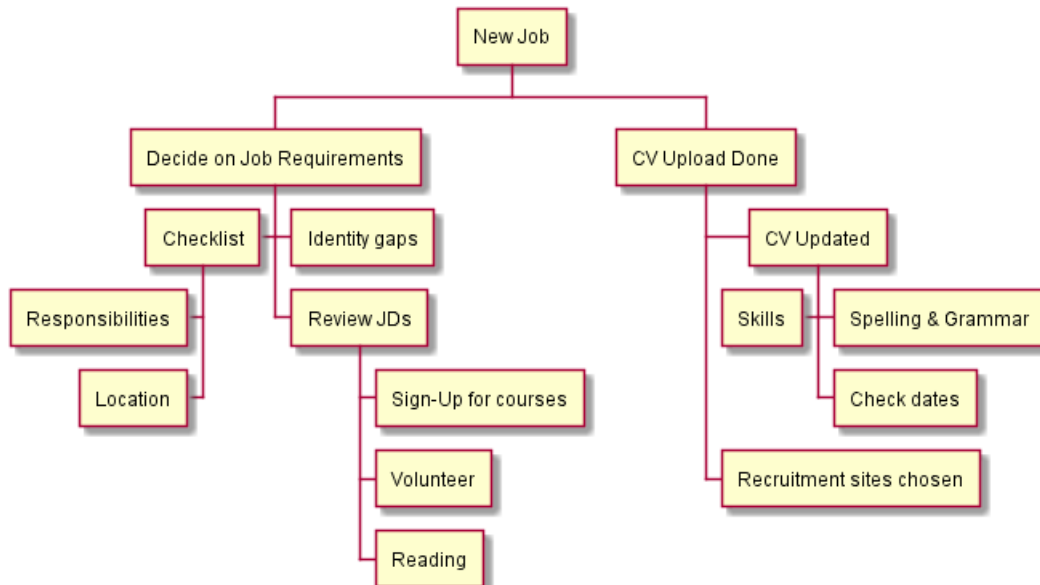 New Job
Decide on Job Requirements
CV Upload Done
Checklist
Identity gaps
CV Updated
Responsibilities
Review JDs
Skills
Spelling & Grammar
Location
Sign-Up for courses
Check dates
Volunteer
Recruitment sites chosen
Reading